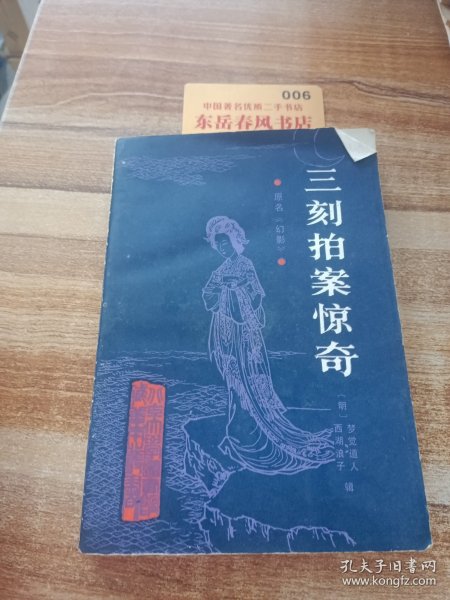 006
中国著名优质二手书店
东岳春风书店
三刻拍案惊奇
原名《幻影》
〔明〕梦觉道人
西湖浪子
辑
孔夫子旧书网
www.kongfz.com